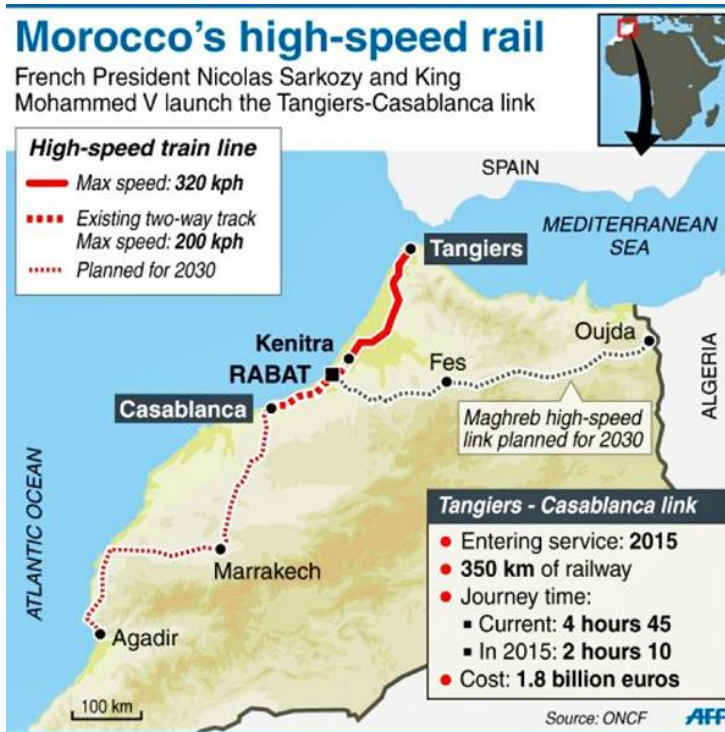 Morocco's high-speed rail
French President Nicolas Sarkozy and King
Mohammed V launch the Tangiers-Casablanca link
High-speed train line
Max speed: 320 kph
Existing two-way track
Max speed: 200 kph
Planned for 2030
SPAIN
MEDITERRANEAN
SEA
Tangiers
Kenitra
RABAT
Casablanca
Fes
Oujda
ALGERIA
Maghreb high-speed
link planned for 2030
ATLANTIC OCEAN
Marrakech
Agadir
100 km
Tangiers - Casablanca link
Entering service: 2015
350 km of railway
Journey time:
Current: 4 hours 45
In 2015: 2 hours 10
Cost: 1.8 billion euros
Source: ONCF
AFP